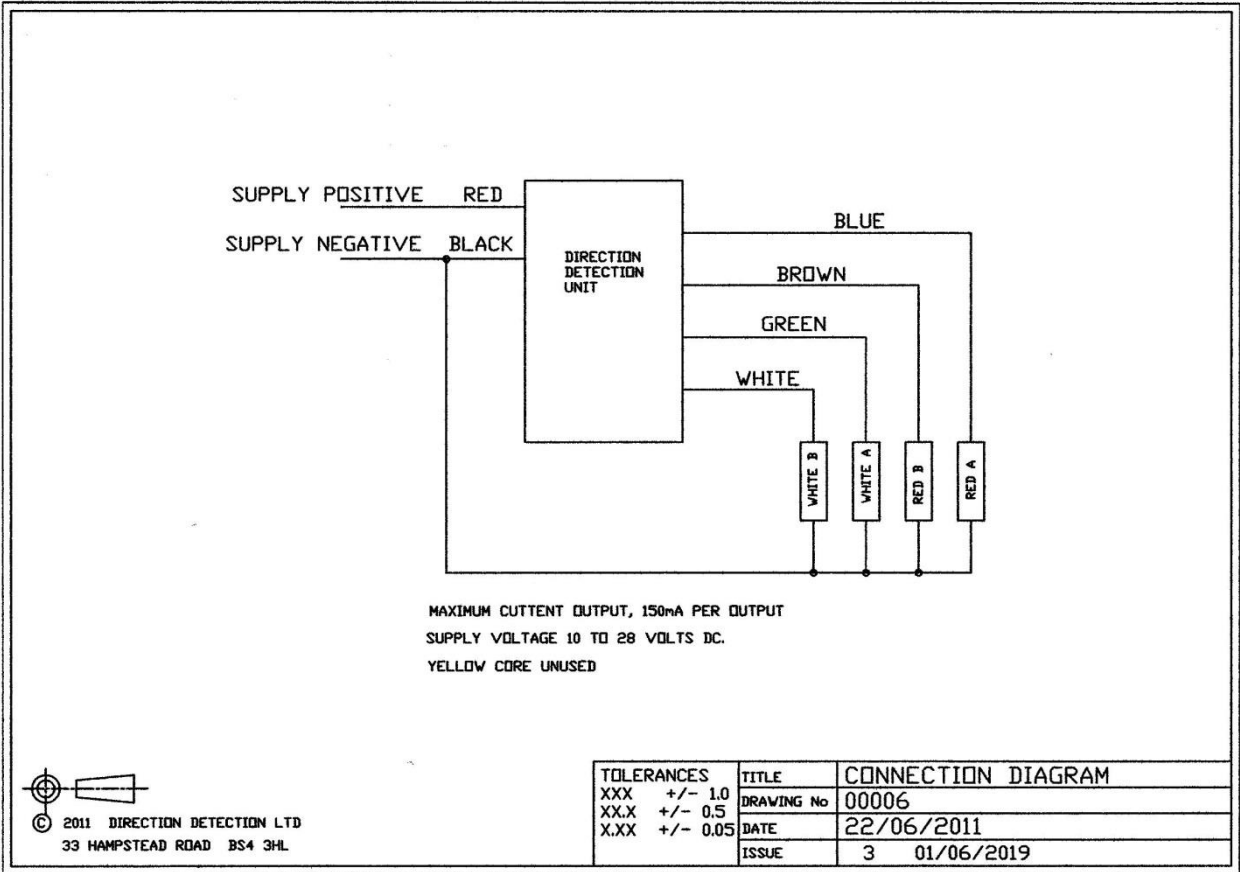 SUPPLY POSITIVE RED
SUPPLY NEGATIVE BLACK
DIRECTION
DETECTION
UNIT
BLUE
BROWN
GREEN
WHITE
WHITE B
WHITE A
RED B
RED A
MAXIMUM CUTTENT OUTPUT, 150mA PER OUTPUT
SUPPLY VOLTAGE 10 TO 28 VOLTS DC.
YELLOW CORE UNUSED
© 2011 DIRECTION DETECTION LTD
33 HAMPSTEAD ROAD BS4 3HL
TOLERANCES
XXX +/- 1.0
XX.X +/- 0.5
X.XX +/- 0.05
TITLE CONNECTION DIAGRAM
DRAWING No 00006
DATE 22/06/2011
ISSUE 3 01/06/2019